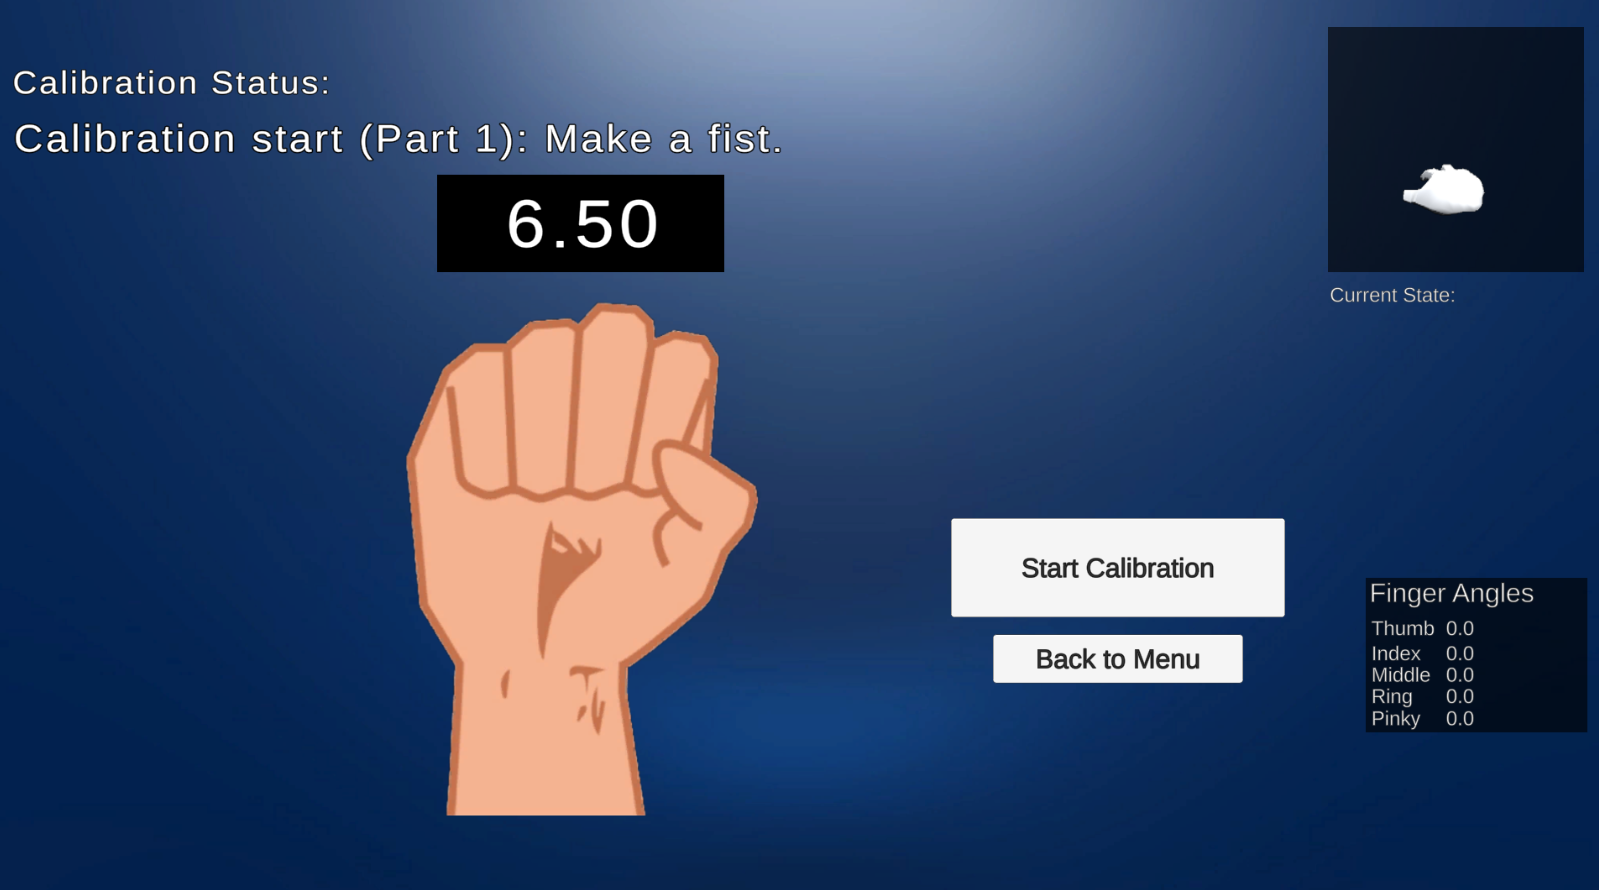 Calibration Status:
Calibration start (Part 1): Make a fist.
6.50
Current State:
Start Calibration
Back to Menu
Finger Angles
Thumb 0.0
Index 0.0
Middle 0.0
Ring 0.0
Pinky 0.0